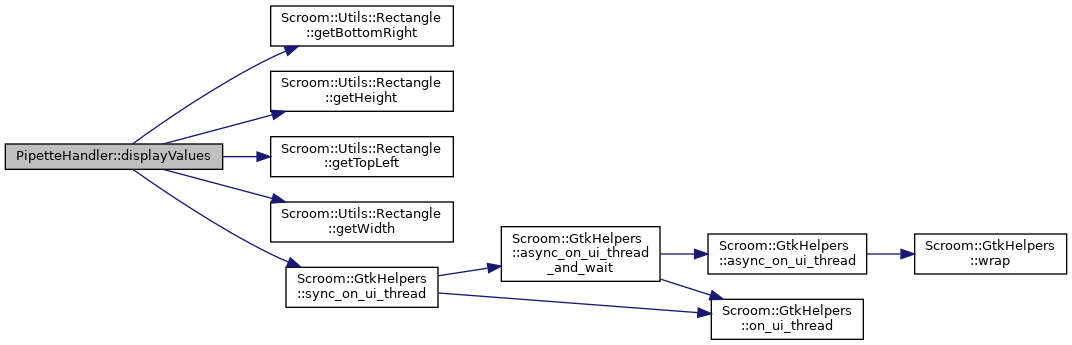 Scroom::Utils::Rectangle
::getBottomRight
Scroom::Utils::Rectangle
::getHeight
PipetteHandler::displayValues
Scroom::Utils::Rectangle
::getTopLeft
Scroom::Utils::Rectangle
::getWidth
Scroom::GtkHelpers
::sync_on_ui_thread
Scroom::GtkHelpers
::async_on_ui_thread
_and_wait
Scroom::GtkHelpers
::async_on_ui_thread
Scroom::GtkHelpers
::wrap
Scroom::GtkHelpers
::on_ui_thread